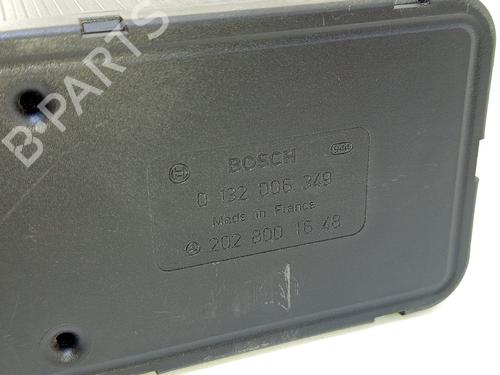 B-PARTS
BOSCH
0 132 006 349
Made in France
202 800 16 48